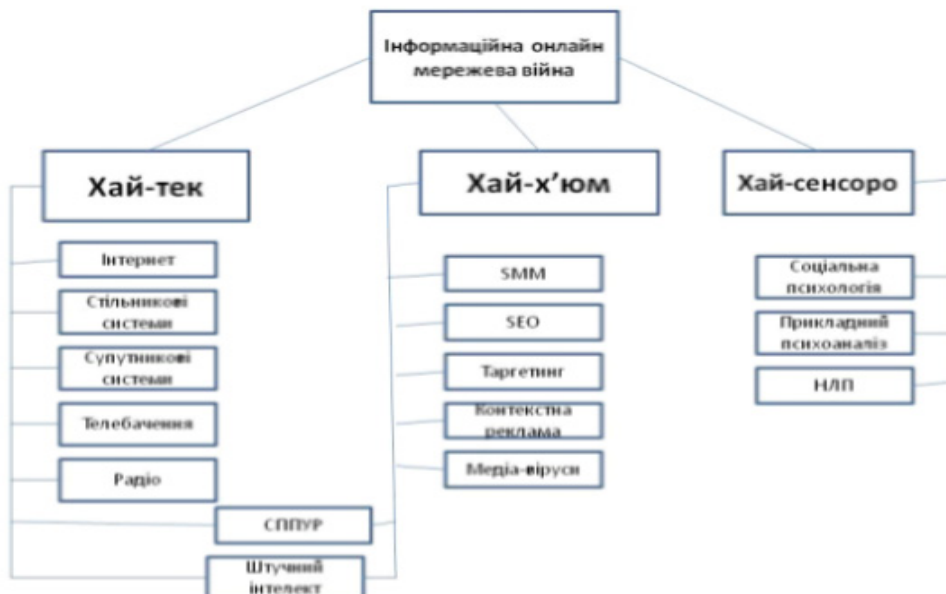 Інформаційна онлайн
мережева війна
Хай-тек
Інтернет
Стільникові
системи
Супутникові
системи
Телебачення
Радіо
Хай-х’юм
SMM
SEO
Таргетинг
Контекстна
реклама
Медіа-віруси
СППУР
Штучний
інтелект
Хай-сенсоро
Соціальна
психологія
Прикладний
психоаналіз
НЛП